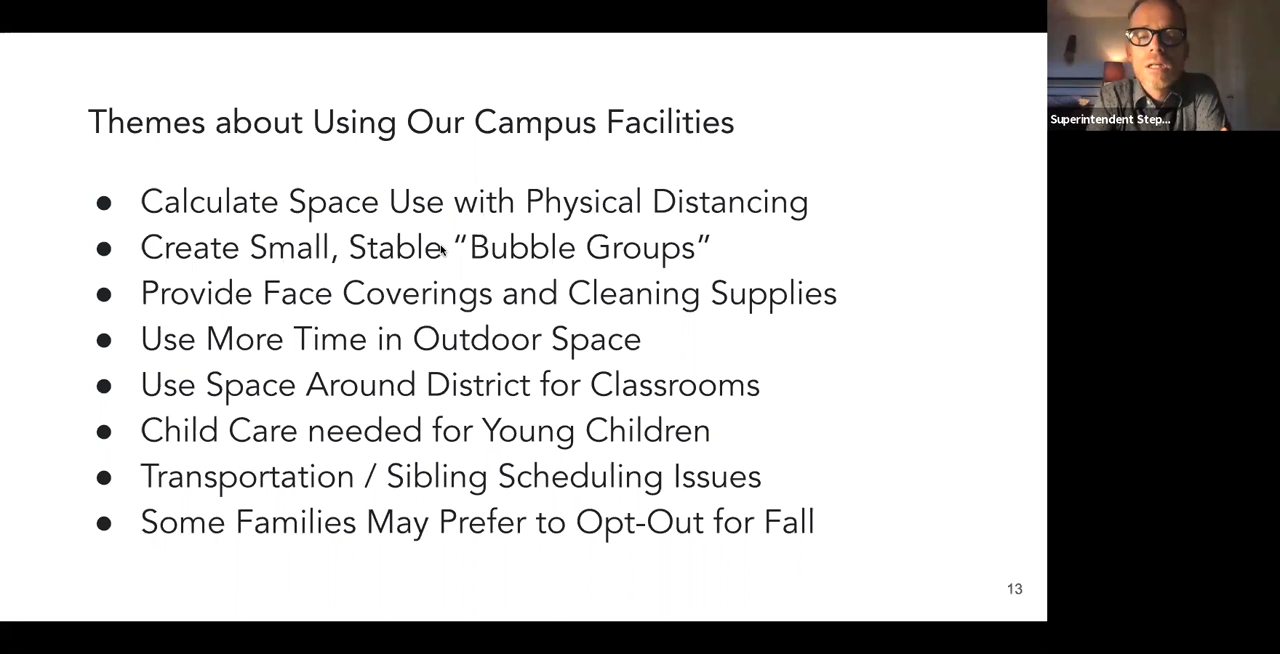 Themes about Using Our Campus Facilities
● Calculate Space Use with Physical Distancing
● Create Small, Stable “Bubble Groups”
● Provide Face Coverings and Cleaning Supplies
● Use More Time in Outdoor Space
● Use Space Around District for Classrooms
● Child Care needed for Young Children
● Transportation / Sibling Scheduling Issues
● Some Families May Prefer to Opt-Out for Fall
13
Superintendent Step...